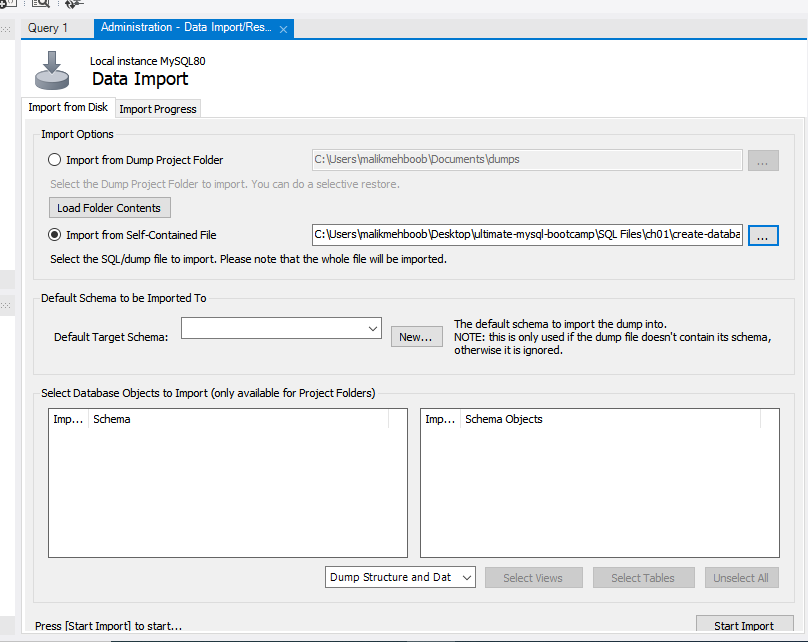 Query 1
Administration - Data Import/Res...
Local instance MySQL80
Data Import
Import from Disk
Import Progress
Import Options
Import from Dump Project Folder
C:\Users\malikmehboob\Documents\dumps
...
Select the Dump Project Folder to import. You can do a selective restore.
Load Folder Contents
Import from Self-Contained File
C:\Users\malikmehboob\Desktop\ultimate-mysql-bootcamp\SQL Files\ch01\create-databa
...
Select the SQL/dump file to import. Please note that the whole file will be imported.
Default Schema to be Imported To
Default Target Schema:
New...
The default schema to import the dump into.
NOTE: this is only used if the dump file doesn't contain its schema,
otherwise it is ignored.
Select Database Objects to Import (only available for Project Folders)
Imp... Schema
Imp... Schema Objects
Dump Structure and Dat
Select Views
Select Tables
Unselect All
Press [Start Import] to start...
Start Import